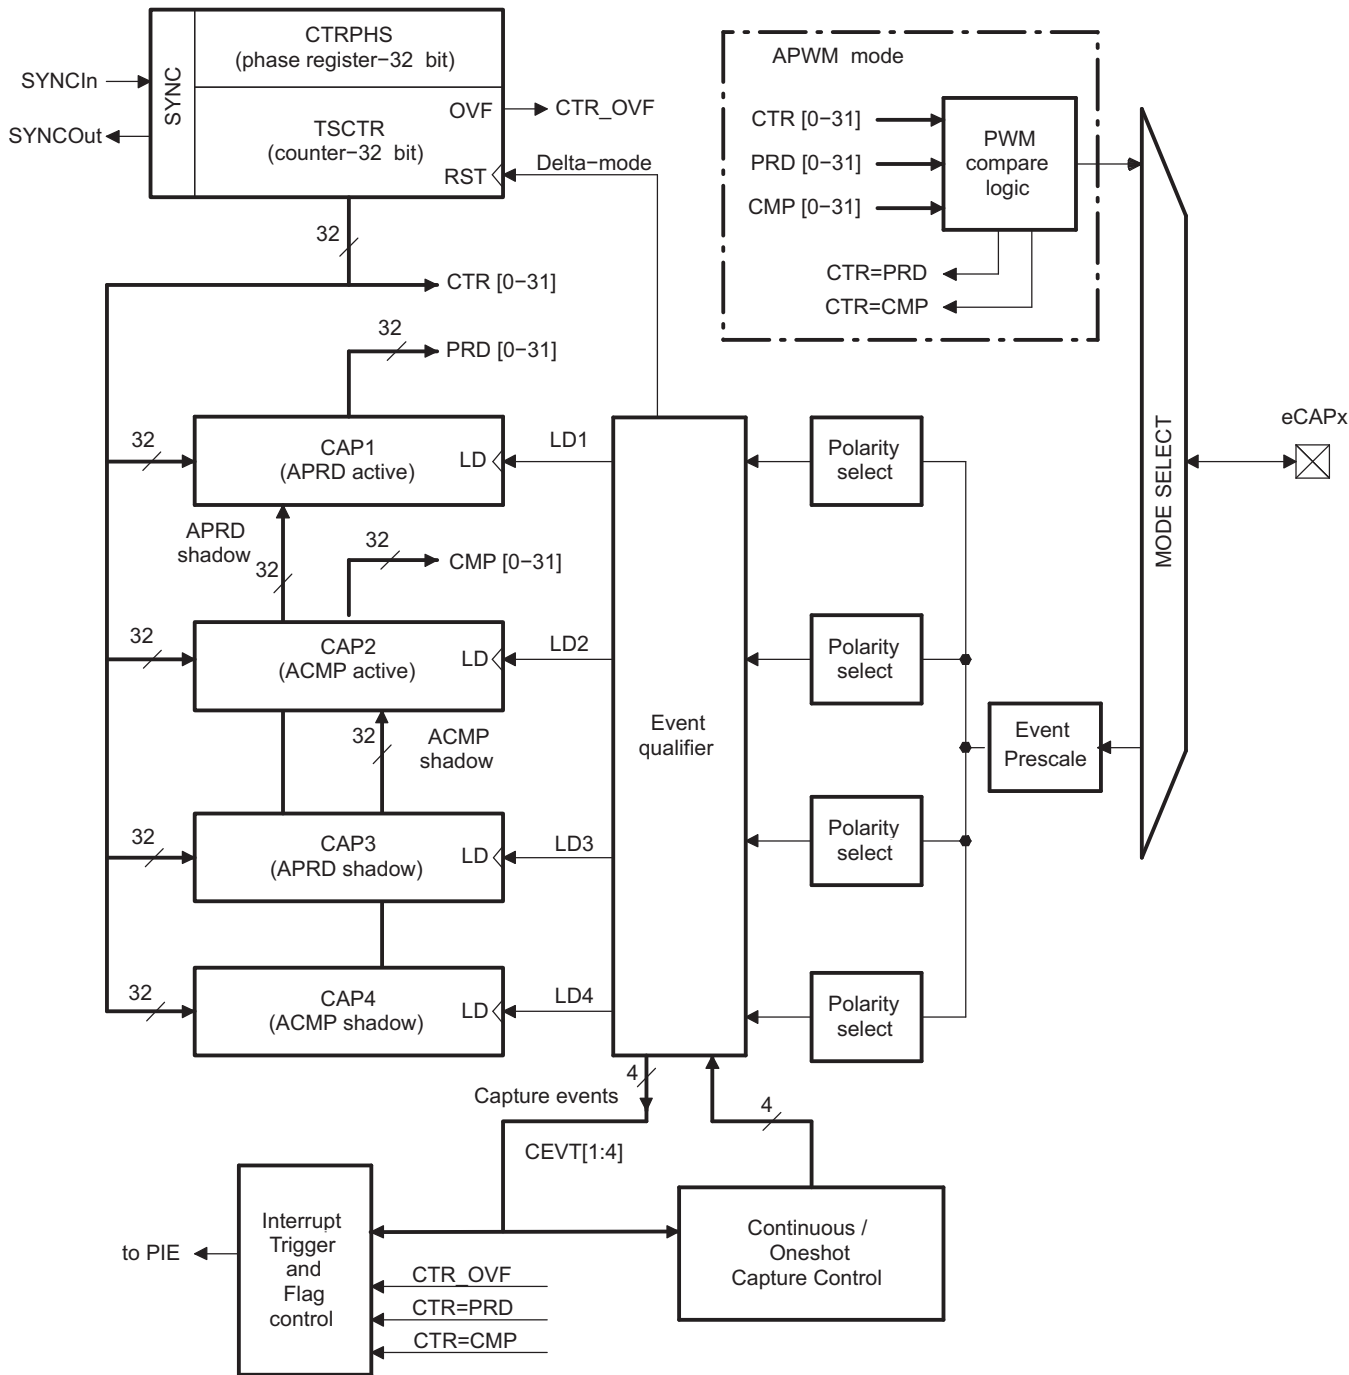 CTRPHS
(phase register−32 bit)
SYNC
SYNCIn
SYNCOut
OVF
CTR_OVF
TSCTR
(counter−32 bit)
RST
Delta−mode
32
CTR [0−31]
32
PRD [0−31]
APWM mode
CTR [0−31]
PRD [0−31]
CMP [0−31]
PWM
compare
logic
CTR=PRD
CTR=CMP
MODE SELECT
eCAPx
32
CAP1
(APRD active)
LD
LD1
Polarity
select
APRD
shadow
32
32
CMP [0−31]
32
CAP2
(ACMP active)
LD
LD2
Polarity
select
32
ACMP
shadow
Event
qualifier
Event
Prescale
32
CAP3
(APRD shadow)
LD
LD3
Polarity
select
32
CAP4
(ACMP shadow)
LD
LD4
Polarity
select
4
Capture events
4
CEVT[1:4]
to PIE
Interrupt
Trigger
and
Flag
control
CTR_OVF
CTR=PRD
CTR=CMP
Continuous /
Oneshot
Capture Control